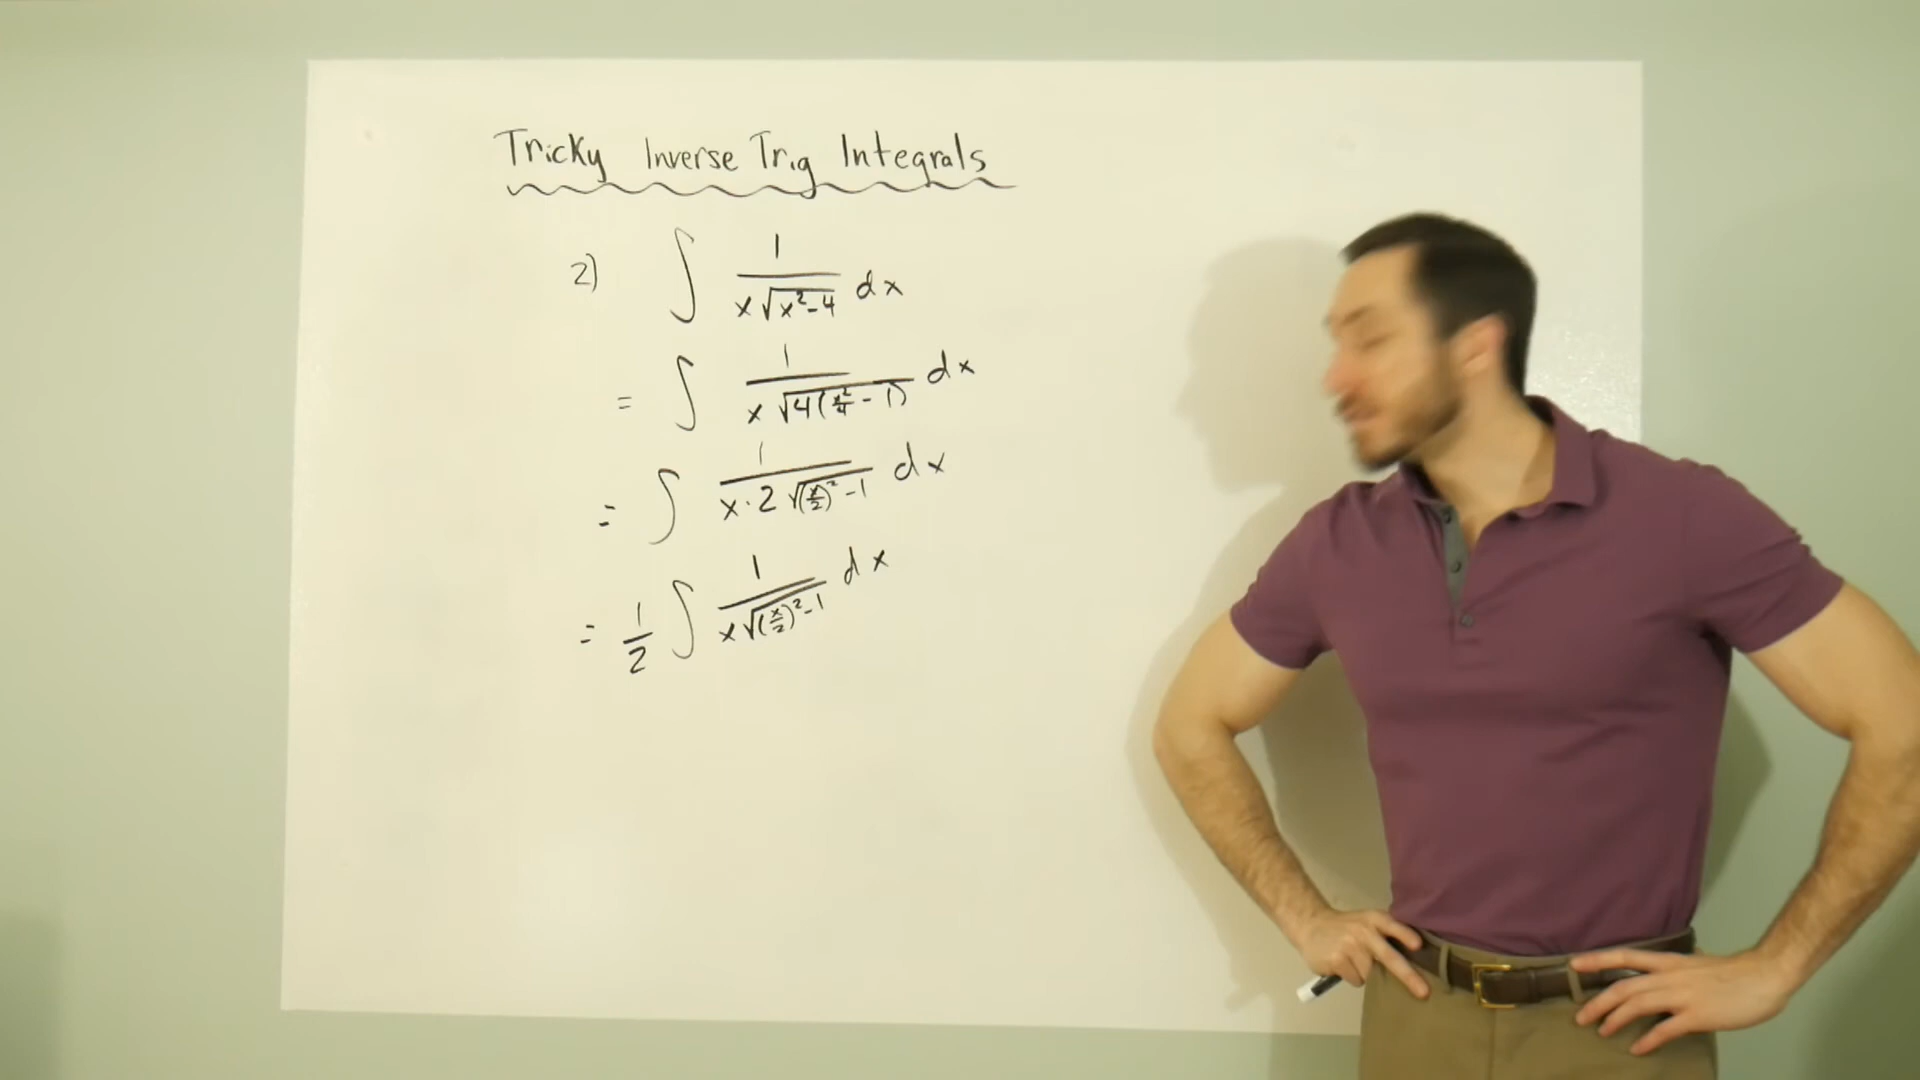 Tricky Inverse Trig Integrals
2) ∫ 1/(x√(x²-4)) dx
= ∫ 1/(x√(4(x²/4 - 1))) dx
= ∫ 1/(x·2√((x/2)²-1)) dx
= 1/2 ∫ 1/(x√((x/2)²-1)) dx